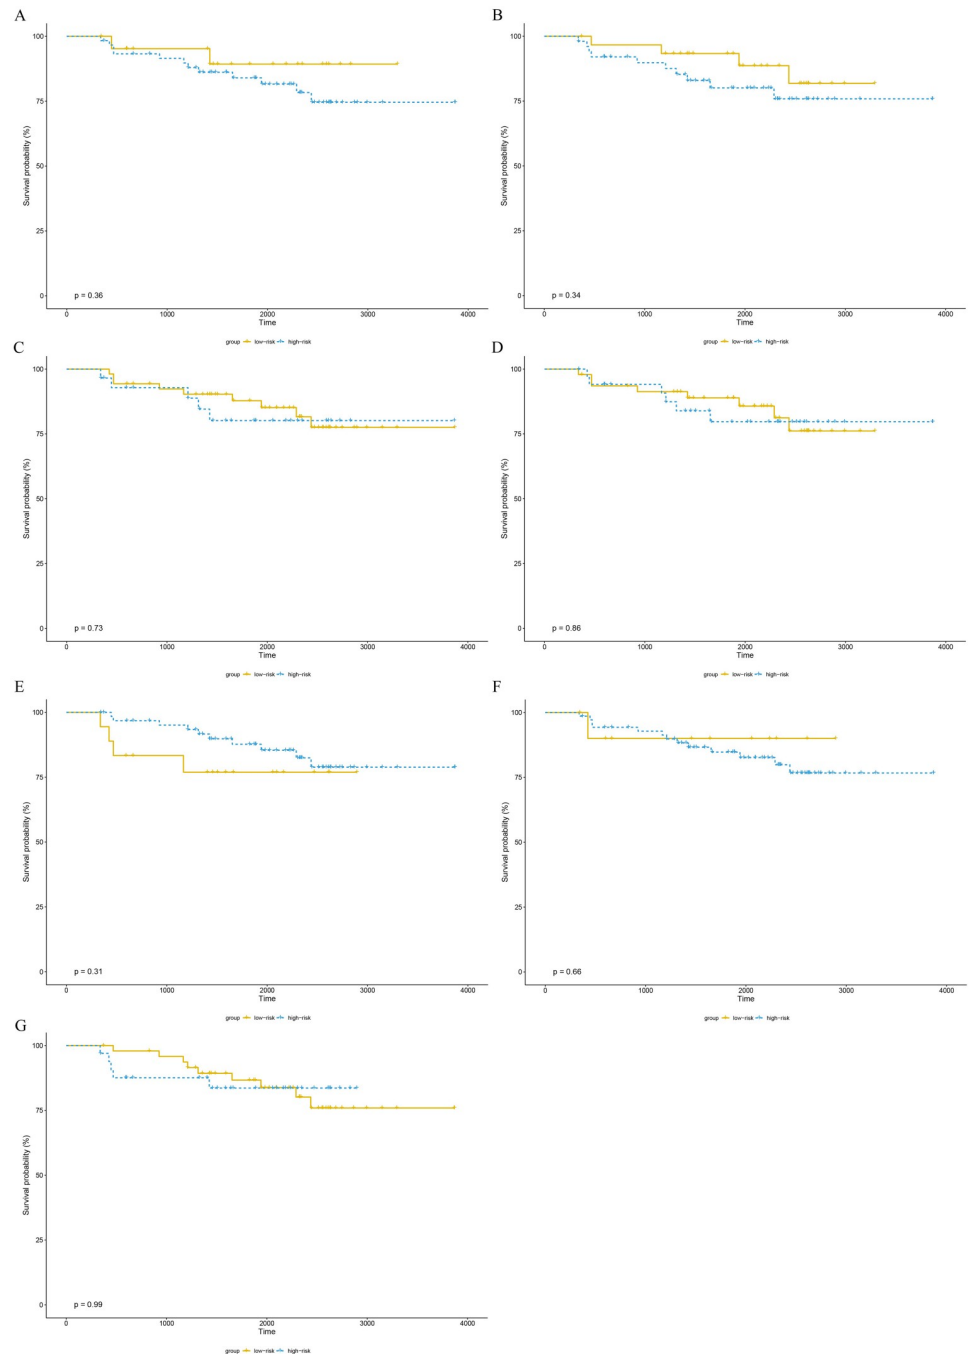 A
Survival probability (%)
100
75
50
25
0
p = 0.36
0 1000 2000 3000 4000
Time
group low-risk high-risk
B
Survival probability (%)
100
75
50
25
0
p = 0.34
0 1000 2000 3000 4000
Time
group low-risk high-risk
C
Survival probability (%)
100
75
50
25
0
p = 0.73
0 1000 2000 3000 4000
Time
group low-risk high-risk
D
Survival probability (%)
100
75
50
25
0
p = 0.86
0 1000 2000 3000 4000
Time
group low-risk high-risk
E
Survival probability (%)
100
75
50
25
0
p = 0.31
0 1000 2000 3000 4000
Time
group low-risk high-risk
F
Survival probability (%)
100
75
50
25
0
p = 0.66
0 1000 2000 3000 4000
Time
group low-risk high-risk
G
Survival probability (%)
100
75
50
25
0
p = 0.99
0 1000 2000 3000 4000
Time
group low-risk high-risk